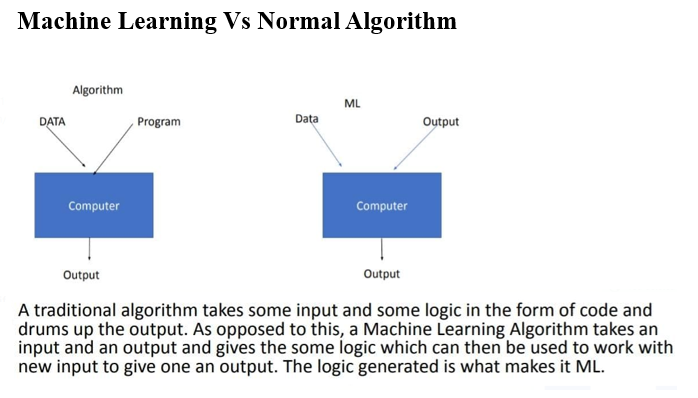 Machine Learning Vs Normal Algorithm
Algorithm
DATA
Program
Computer
Output
ML
Data
Output
Computer
Output
A traditional algorithm takes some input and some logic in the form of code and
drums up the output. As opposed to this, a Machine Learning Algorithm takes an
input and an output and gives the some logic which can then be used to work with
new input to give one an output. The logic generated is what makes it ML.